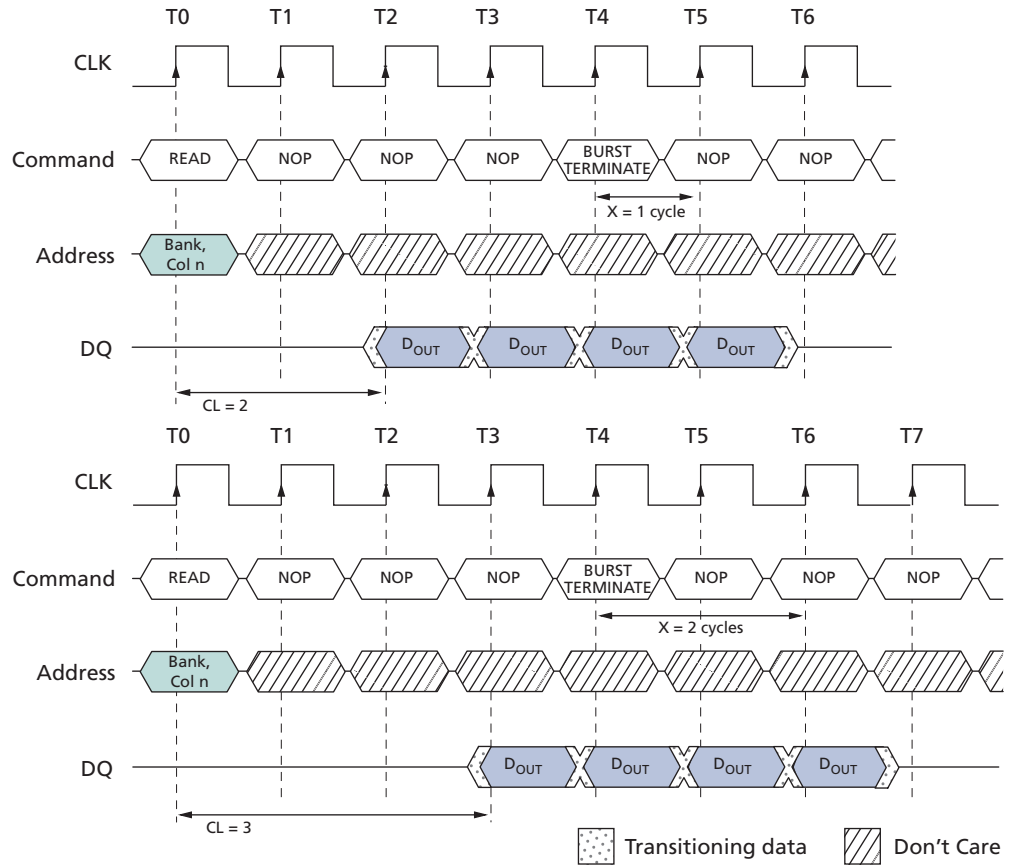 T0 T1 T2 T3 T4 T5 T6
CLK
Command READ NOP NOP NOP BURST TERMINATE NOP NOP
X = 1 cycle
Address Bank, Col n
DQ DOUT DOUT DOUT DOUT
CL = 2
T0 T1 T2 T3 T4 T5 T6 T7
CLK
Command READ NOP NOP NOP BURST TERMINATE NOP NOP NOP
X = 2 cycles
Address Bank, Col n
DQ DOUT DOUT DOUT DOUT
CL = 3
Transitioning data Don't Care